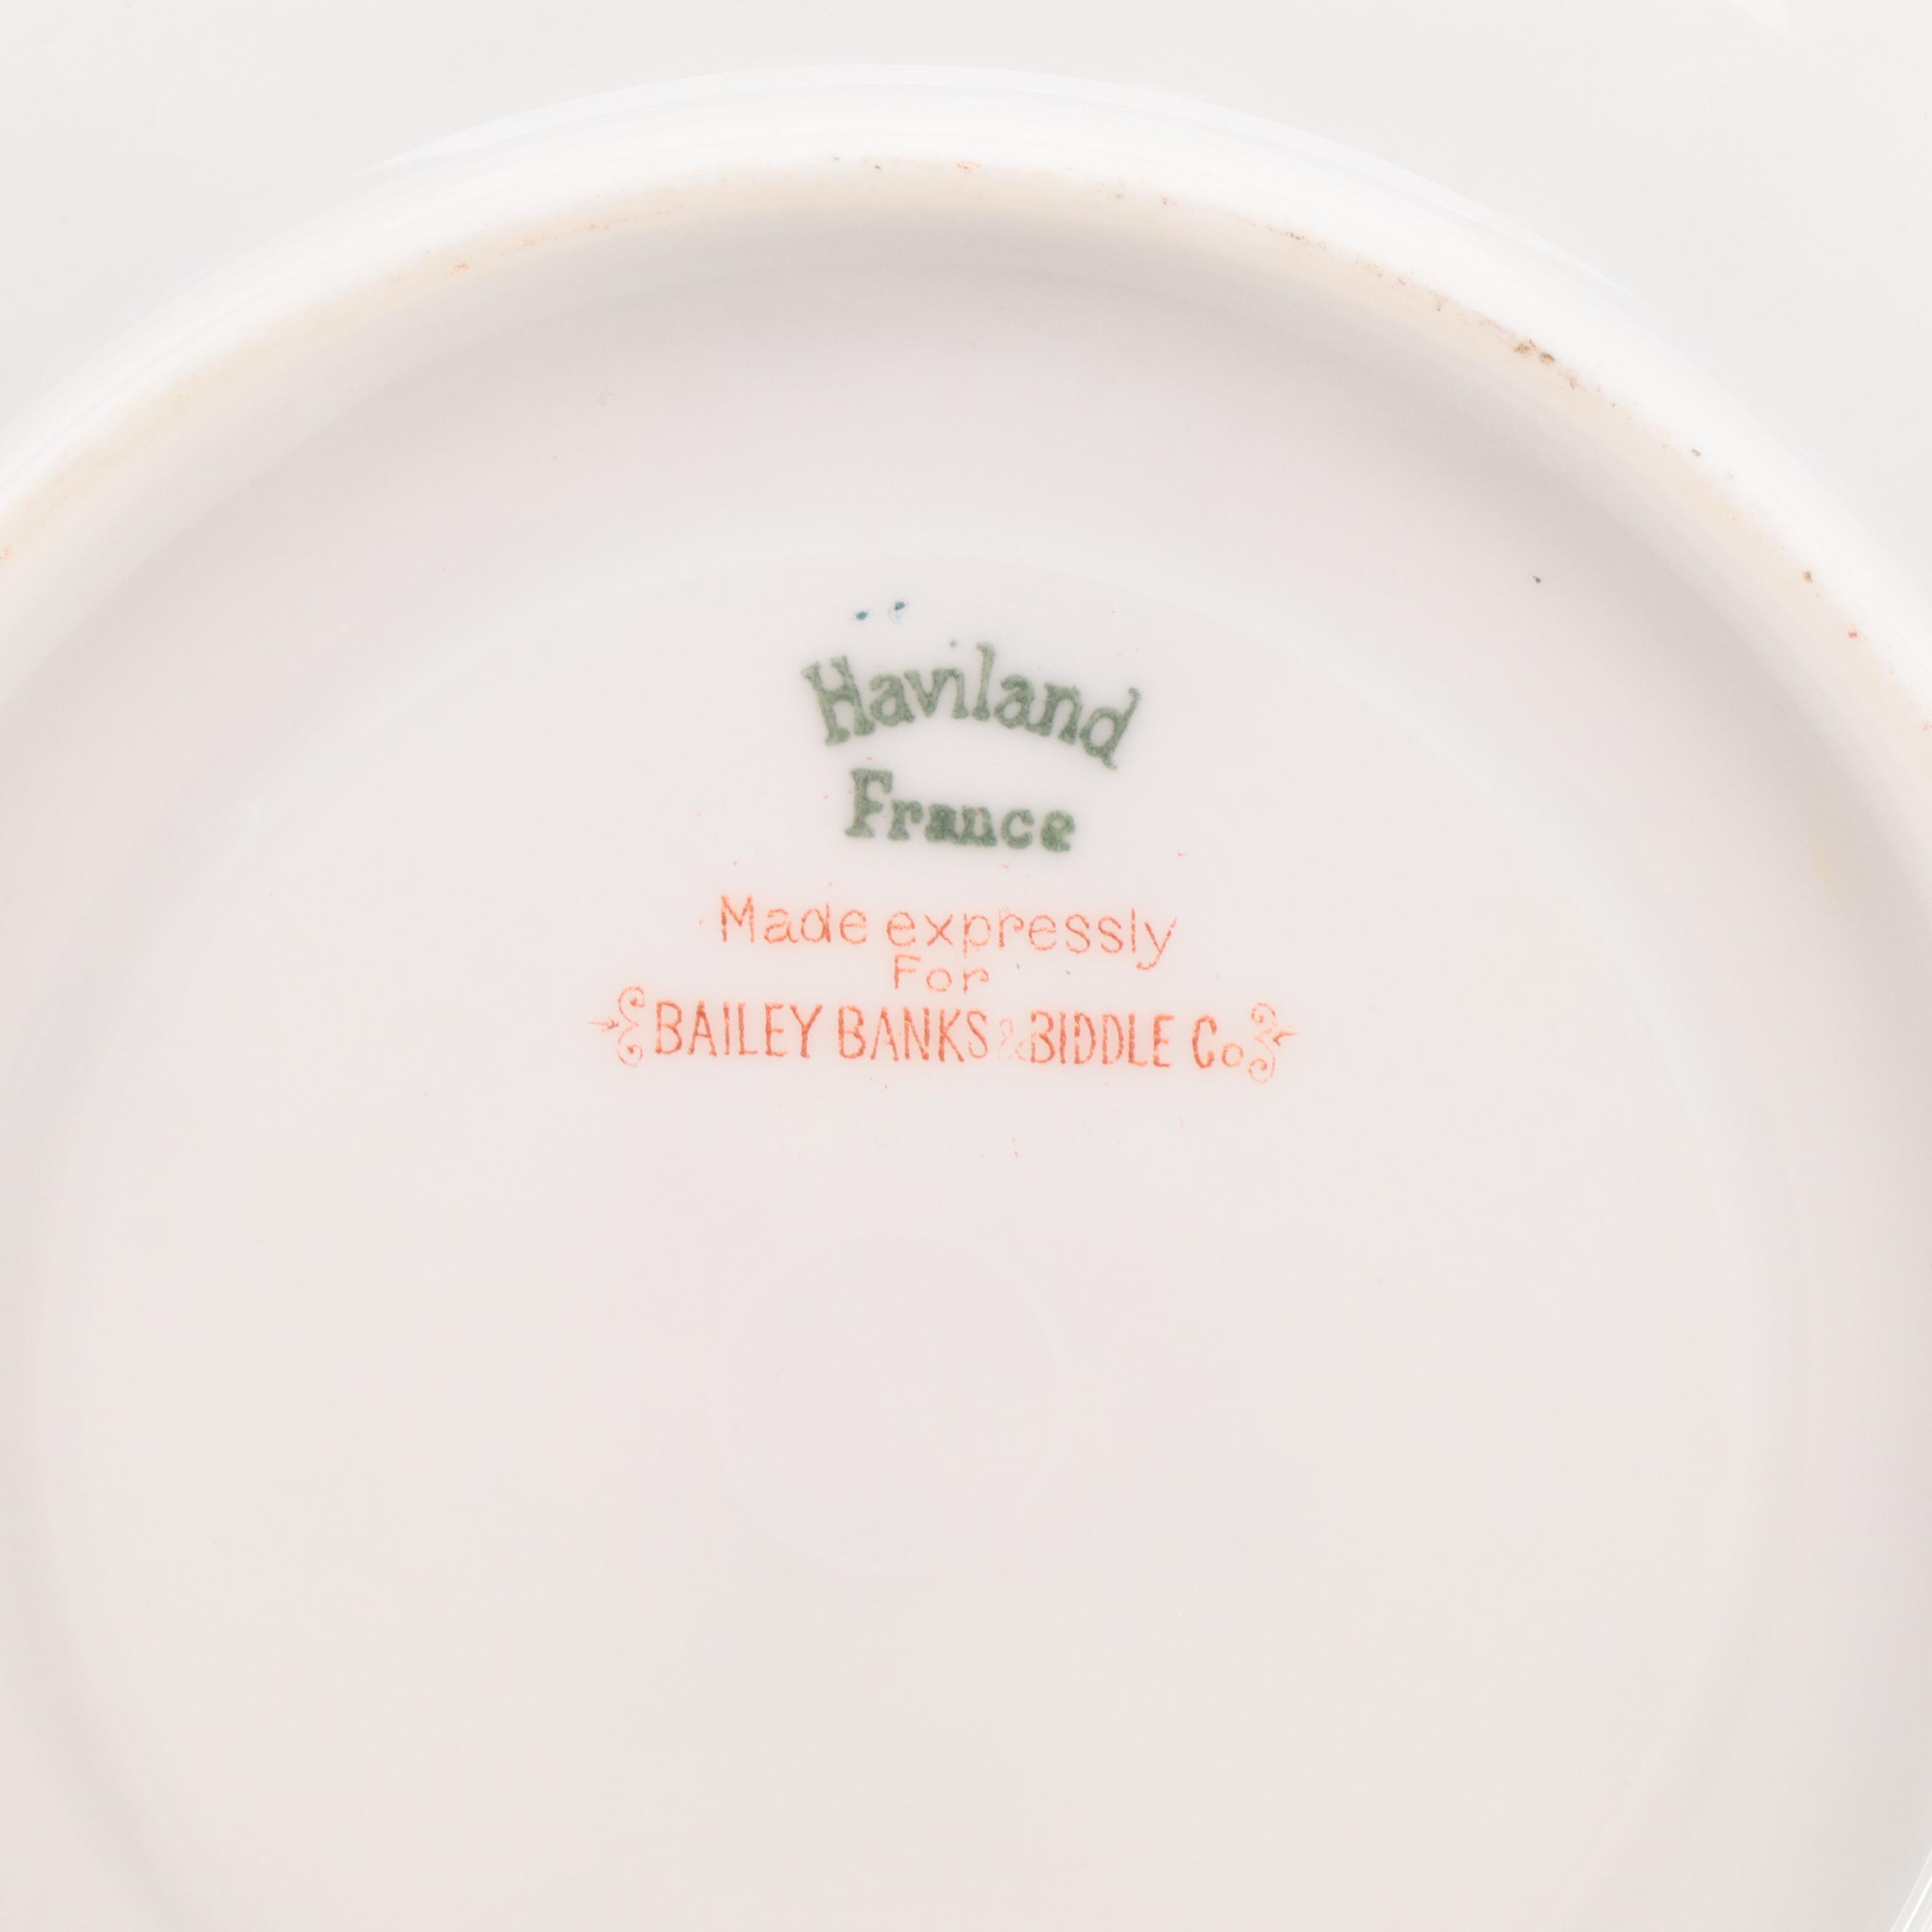 Haviland
France
Made expressly
For
BAILEY BANKS & BIDDLE Co